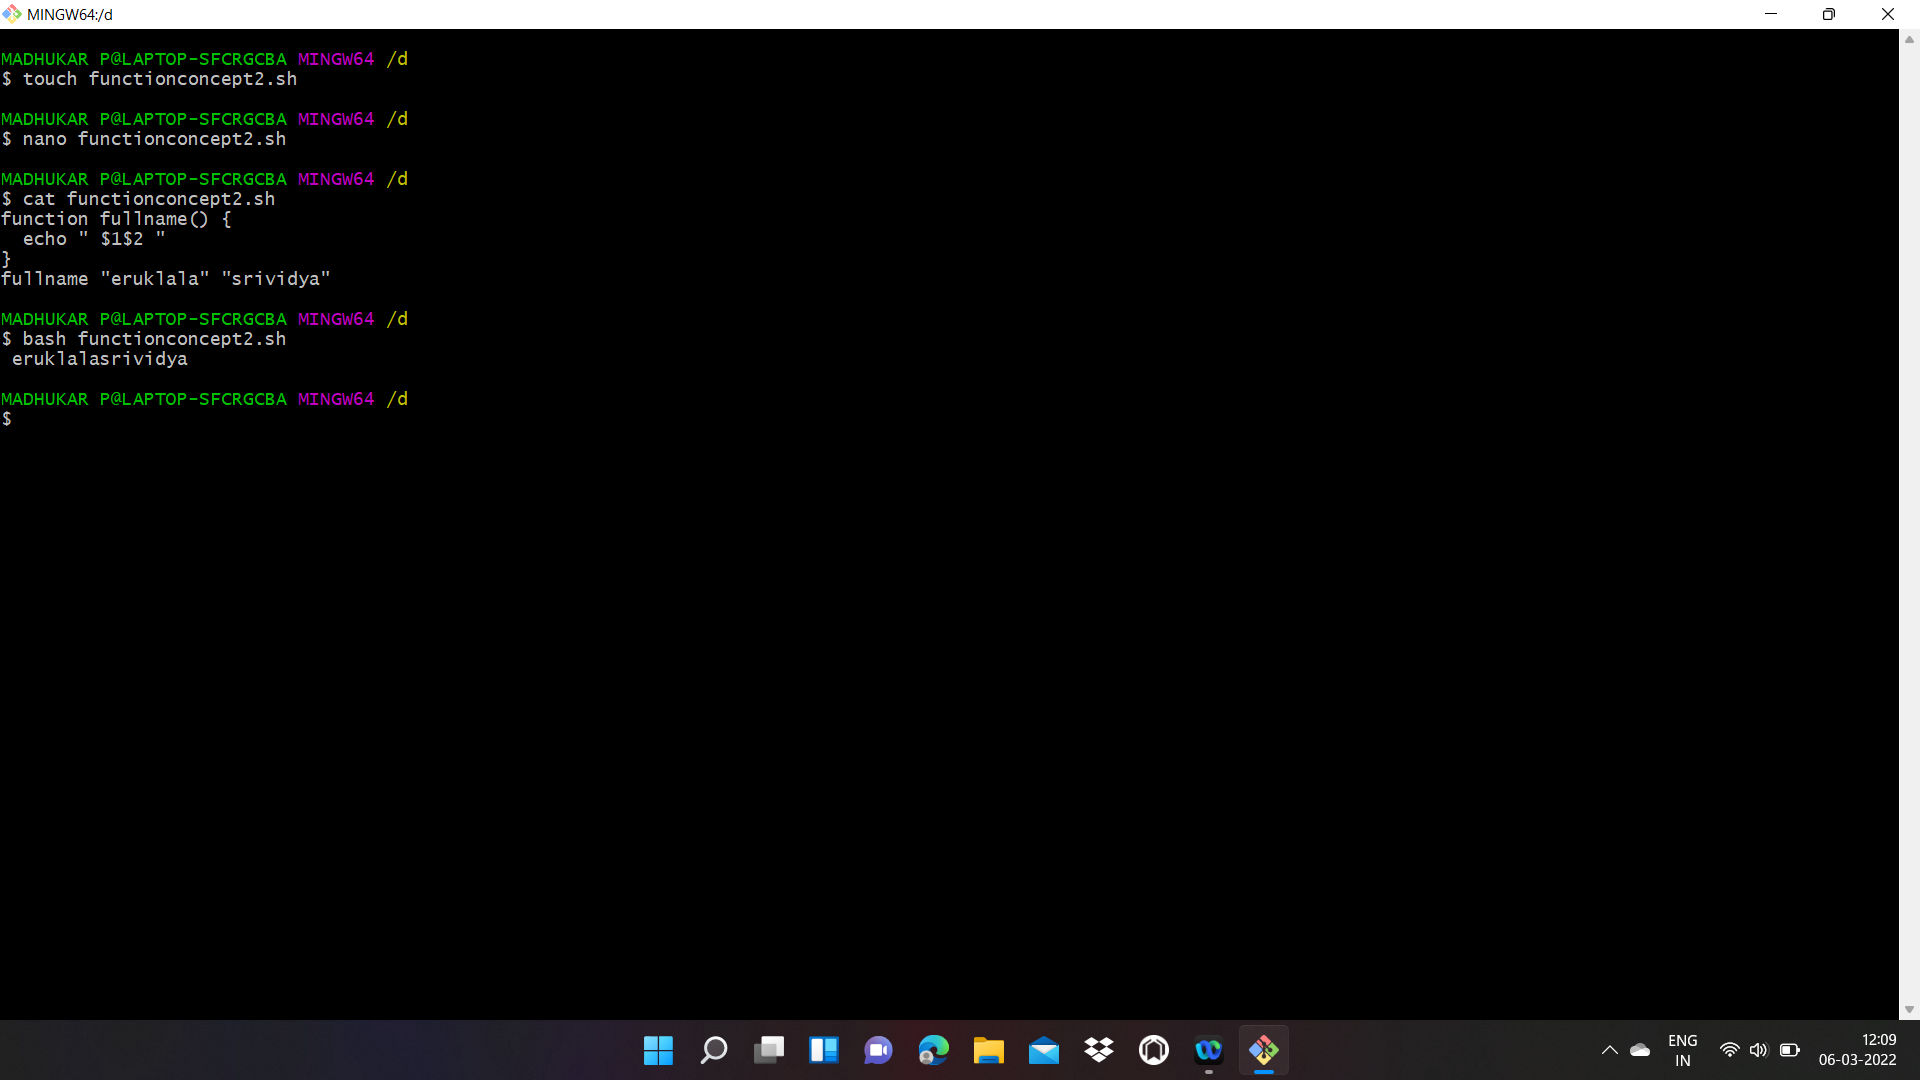 MINGW64:/d
MADHUKAR P@LAPTOP-SFCRGCBA MINGW64 /d
$ touch functionconcept2.sh
MADHUKAR P@LAPTOP-SFCRGCBA MINGW64 /d
$ nano functionconcept2.sh
MADHUKAR P@LAPTOP-SFCRGCBA MINGW64 /d
$ cat functionconcept2.sh
function fullname() {
  echo " $1$2 "
}
fullname "eruklala" "srividya"
MADHUKAR P@LAPTOP-SFCRGCBA MINGW64 /d
$ bash functionconcept2.sh
 eruklalasrividya
MADHUKAR P@LAPTOP-SFCRGCBA MINGW64 /d
$
ENG
IN
12:09
06-03-2022